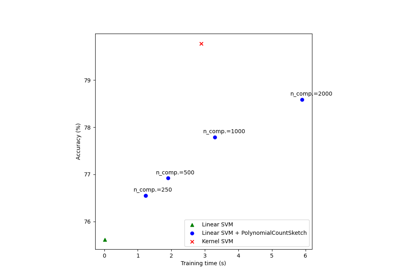 79
78
77
76
Accuracy (%)
n_comp.=2000
n_comp.=1000
n_comp.=500
n_comp.=250
Linear SVM
Linear SVM + PolynomialCountSketch
Kernel SVM
0 1 2 3 4 5 6
Training time (s)